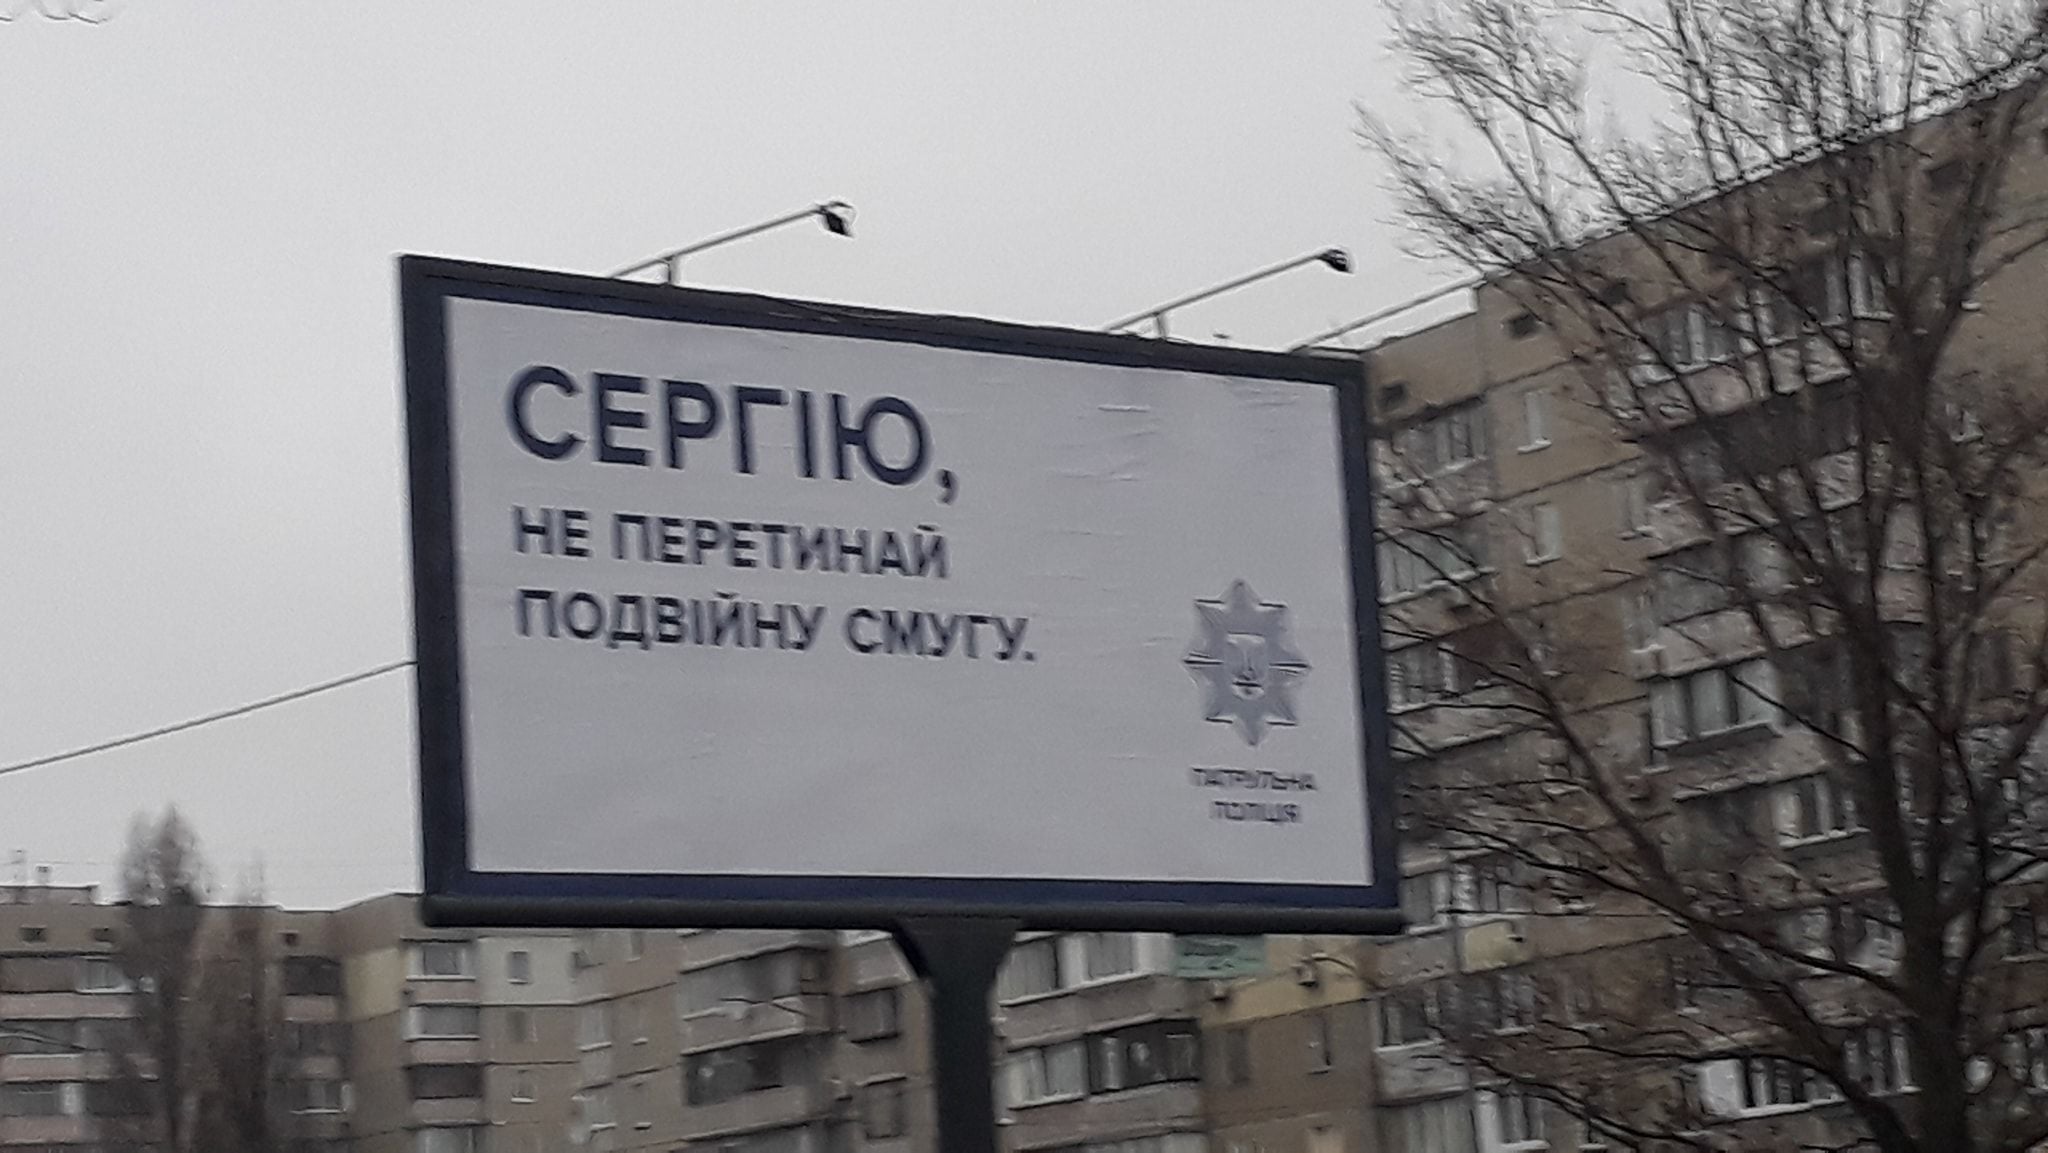 СЕРГІЮ,
НЕ ПЕРЕТИНАЙ
ПОДВІЙНУ СМУГУ.
ПАТРУЛЬНА
ПОЛІЦІЯ